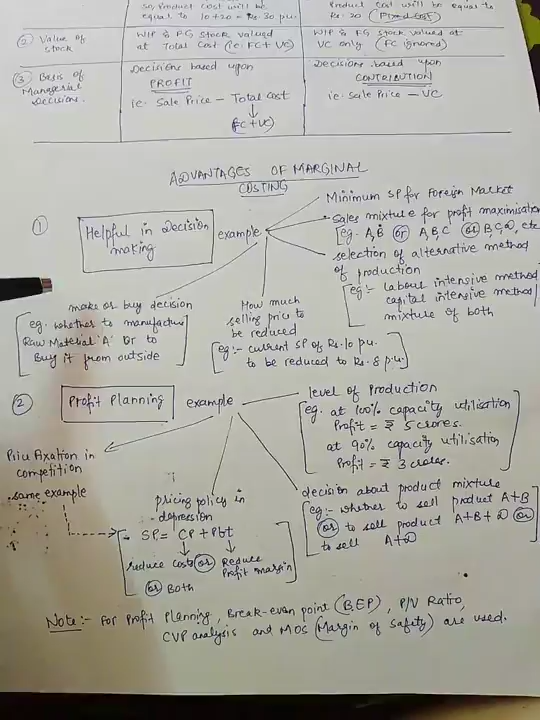 so, Product cost will be
equal to 10+20 = Rs. 30 p.u.
Product cost will be equal to
Rs. 20 (Fixed Cost)
② Value of
stock
WIP & FG stock valued
at Total Cost (ie. FC + VC)
WIP & FG stock valued at
VC only (FC ignored)
③ Basis of
Managerial
Decisions.
Decisions based upon
PROFIT
ie. Sale Price – Total cost
(FC+VC)
Decisions based upon
CONTRIBUTION
ie. Sale Price – VC
ADVANTAGES OF MARGINAL
COSTING
① Helpful in Decision
making
example
Minimum SP for Foreign Market
Sales mixture for profit maximisation
[eg. A,B or A,B,C or B,C,D, etc
selection of alternative method
of production
[eg:- labour intensive method/
capital intensive method/
mixture of both
make or buy decision
[eg. whether to manufacture
Raw Material 'A' or to
Buy it from outside]
How much
selling price to
be reduced
[eg:- current SP of Rs. 10 p.u.
to be reduced to Rs. 8 p.u.]
② Profit Planning example
level of Production
[eg. at 100% capacity utilisation
Profit = ₹ 5 crores.
at 90% capacity utilisation
Profit = ₹ 3 crores.]
Price fixation in
competition
same example
pricing policy in
depression
[SP = CP + Pbt
reduce costs or Reduce
Profit margin
or Both]
decision about product mixture
[eg:- whether to sell product A+B
or to sell product A+B+D or
to sell A+D]
Note:- For Profit Planning, Break-even point (BEP), P/V Ratio,
CVP analysis and MOS (Margin of Safety) are used.